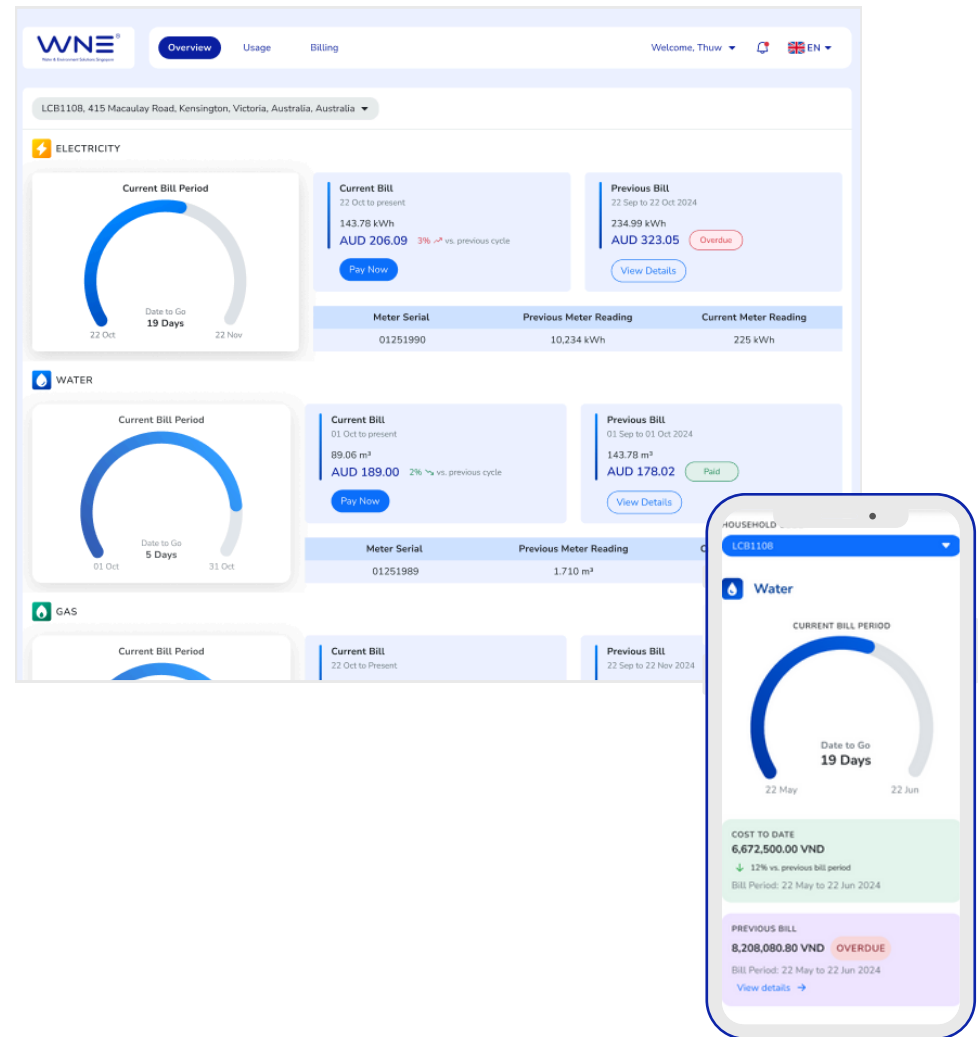 WNE®
Water & Environment Solutions Singapore
Overview Usage Billing Welcome, Thuw EN
LCB1108, 415 Macaulay Road, Kensington, Victoria, Australia, Australia
ELECTRICITY
Current Bill Period
Date to Go
19 Days
22 Oct 22 Nov
Current Bill
22 Oct to present
143.78 kWh
AUD 206.09 3% vs. previous cycle
Pay Now
Previous Bill
22 Sep to 22 Oct 2024
234.99 kWh
AUD 323.05 Overdue
View Details
Meter Serial Previous Meter Reading Current Meter Reading
01251990 10,234 kWh 225 kWh
WATER
Current Bill Period
Date to Go
5 Days
01 Oct 31 Oct
Current Bill
01 Oct to present
89.06 m³
AUD 189.00 2% vs. previous cycle
Pay Now
Previous Bill
01 Sep to 01 Oct 2024
143.78 m³
AUD 178.02 Paid
View Details
Meter Serial Previous Meter Reading
01251989 1.710 m³
GAS
Current Bill Period
Current Bill
22 Oct to Present
Previous Bill
22 Sep to 22 Nov 2024
HOUSEHOLD
LCB1108
Water
CURRENT BILL PERIOD
Date to Go
19 Days
22 May 22 Jun
COST TO DATE
6,672,500.00 VND
12% vs. previous bill period
Bill Period: 22 May to 22 Jun 2024
PREVIOUS BILL
8,208,080.80 VND OVERDUE
Bill Period: 22 May to 22 Jun 2024
View details